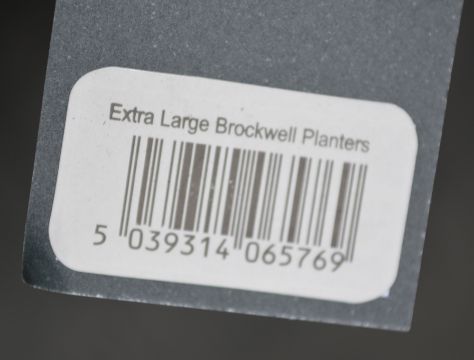 Extra Large Brockwell Planters
5 039314 065769